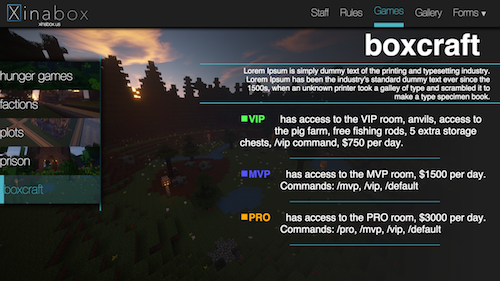 Xinabox
xinabox.us
Staff Rules Games Gallery Forms ▾
boxcraft
Lorem Ipsum is simply dummy text of the printing and typesetting industry.
Lorem Ipsum has been the industry's standard dummy text ever since the
1500s, when an unknown printer took a galley of type and scrambled it to
make a type specimen book.
hunger games
factions
plots
prison
boxcraft
VIP has access to the VIP room, anvils, access to
the pig farm, free fishing rods, 5 extra storage
chests, /vip command, $750 per day.
MVP has access to the MVP room, $1500 per day.
Commands: /mvp, /vip, /default
PRO has access to the PRO room, $3000 per day.
Commands: /pro, /mvp, /vip, /default